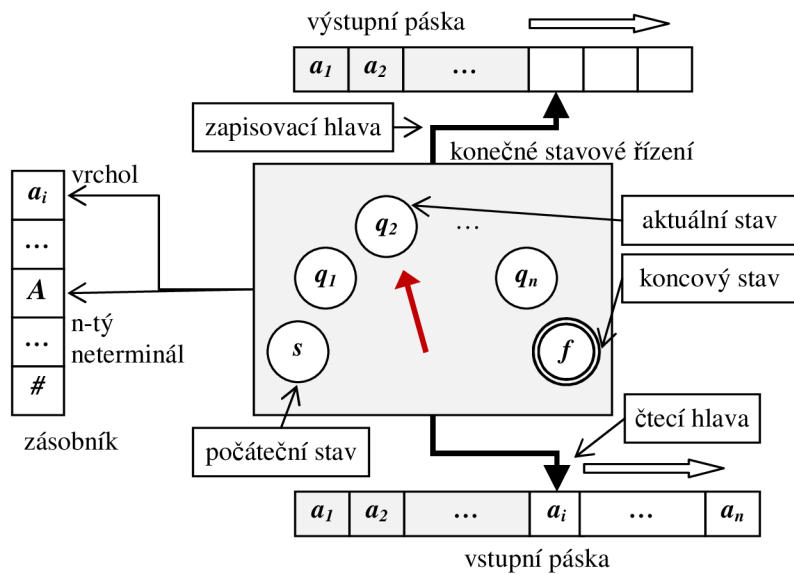 výstupní páska
a1 a2 ...
zapisovací hlava
konečné stavové řízení
vrchol
ai
...
A
...
#
n-tý
neterminál
zásobník
q2
...
q1
qn
s
f
aktuální stav
koncový stav
počáteční stav
čtecí hlava
a1 a2 ... ai ... an
vstupní páska